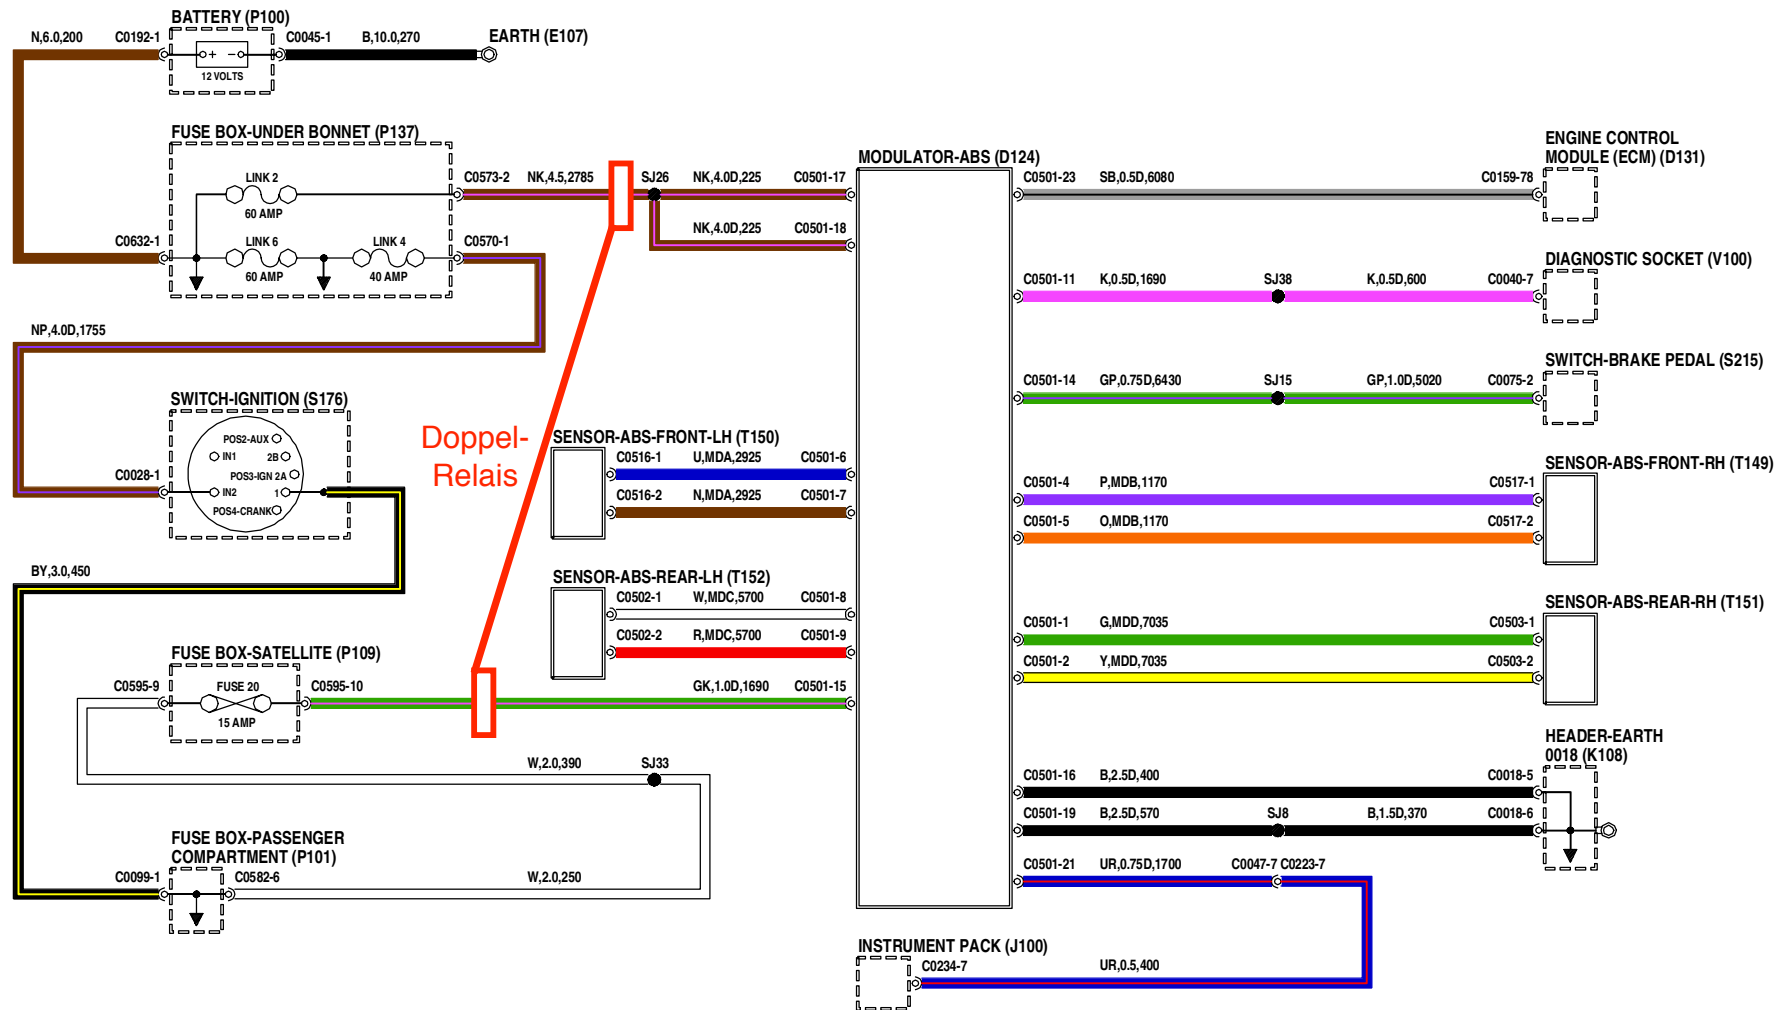 BATTERY (P100)
N,6.0,200
C0192-1
C0045-1
B,10.0,270
EARTH (E107)
+ −
12 VOLTS
FUSE BOX-UNDER BONNET (P137)
LINK 2
60 AMP
C0573-2
NK,4.5,2785
SJ26
NK,4.0D,225
C0501-17
NK,4.0D,225
C0501-18
C0632-1
LINK 6
60 AMP
LINK 4
40 AMP
C0570-1
NP,4.0D,1755
SWITCH-IGNITION (S176)
POS2-AUX
IN1
2B
POS3-IGN 2A
C0028-1
IN2
1
POS4-CRANK
BY,3.0,450
Doppel-
Relais
SENSOR-ABS-FRONT-LH (T150)
C0516-1
U,MDA,2925
C0501-6
C0516-2
N,MDA,2925
C0501-7
SENSOR-ABS-REAR-LH (T152)
C0502-1
W,MDC,5700
C0501-8
C0502-2
R,MDC,5700
C0501-9
FUSE BOX-SATELLITE (P109)
C0595-9
FUSE 20
15 AMP
C0595-10
GK,1.0D,1690
C0501-15
W,2.0,390
SJ33
FUSE BOX-PASSENGER
COMPARTMENT (P101)
C0099-1
C0582-6
W,2.0,250
MODULATOR-ABS (D124)
C0501-23
SB,0.5D,6080
C0159-78
ENGINE CONTROL
MODULE (ECM) (D131)
C0501-11
K,0.5D,1690
SJ38
K,0.5D,600
C0040-7
DIAGNOSTIC SOCKET (V100)
C0501-14
GP,0.75D,6430
SJ15
GP,1.0D,5020
C0075-2
SWITCH-BRAKE PEDAL (S215)
SENSOR-ABS-FRONT-RH (T149)
C0501-4
P,MDB,1170
C0517-1
C0501-5
O,MDB,1170
C0517-2
SENSOR-ABS-REAR-RH (T151)
C0501-1
G,MDD,7035
C0503-1
C0501-2
Y,MDD,7035
C0503-2
HEADER-EARTH
0018 (K108)
C0501-16
B,2.5D,400
C0018-5
C0501-19
B,2.5D,570
SJ8
B,1.5D,370
C0018-6
C0501-21
UR,0.75D,1700
C0047-7 C0223-7
INSTRUMENT PACK (J100)
C0234-7
UR,0.5,400